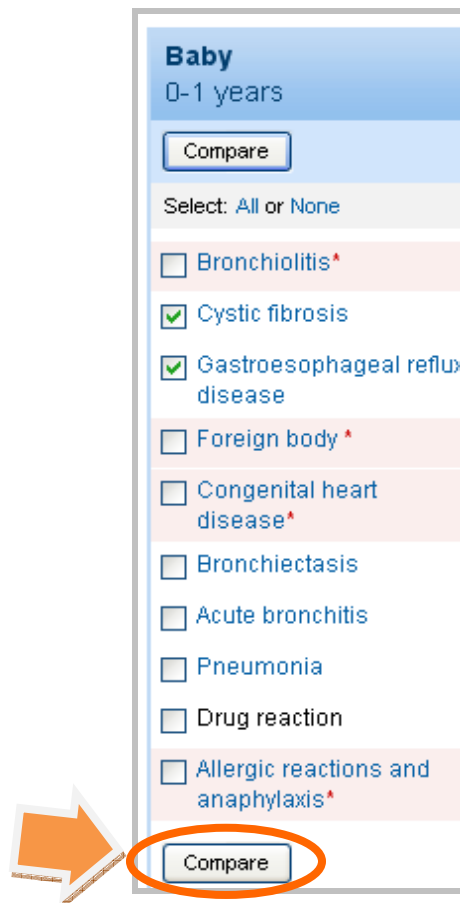 Baby
0-1 years
Compare
Select: All or None
Bronchiolitis*
Cystic fibrosis
Gastroesophageal reflux
disease
Foreign body *
Congenital heart
disease*
Bronchiectasis
Acute bronchitis
Pneumonia
Drug reaction
Allergic reactions and
anaphylaxis*
Compare